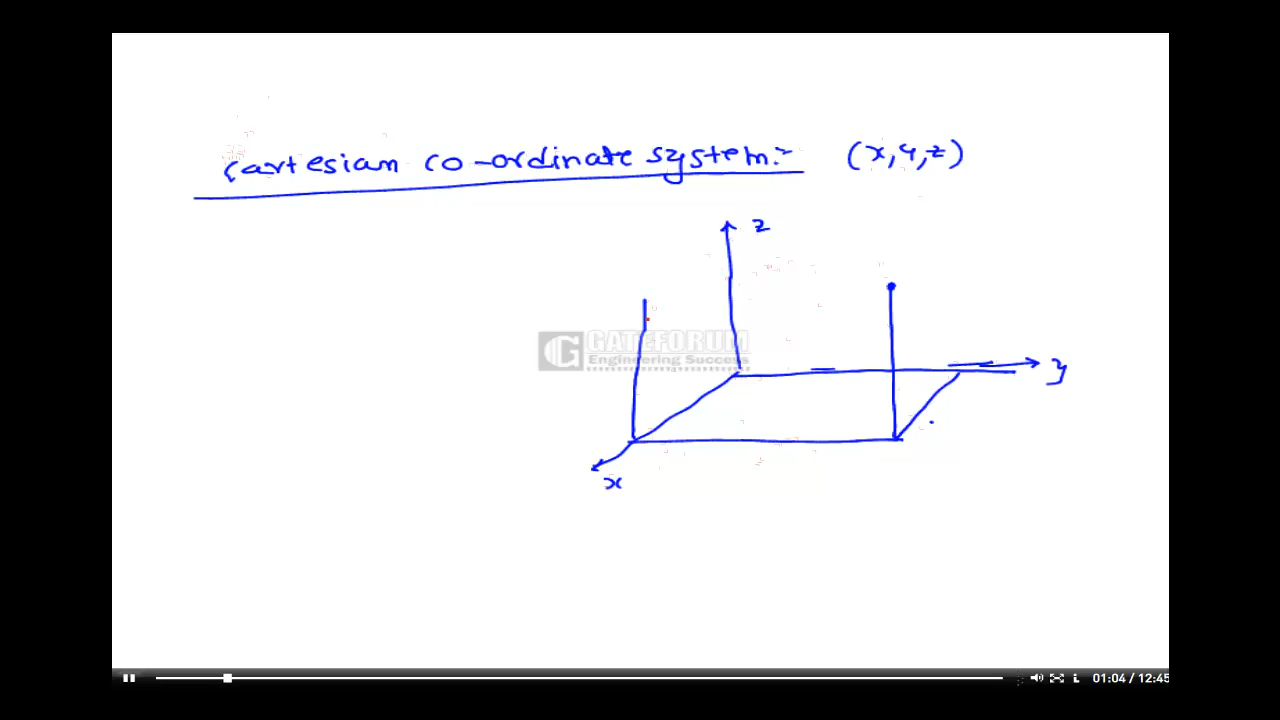 Cartesian co-ordinate system:- (x,y,z)
z
GATEFORUM
Engineering Success
y
x
01:04 / 12:45